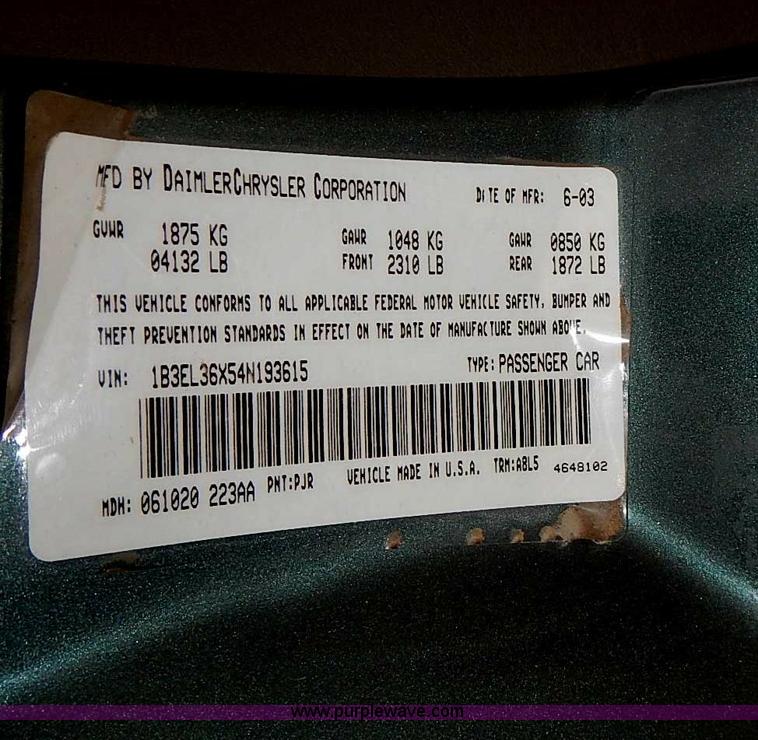 MFD BY DAIMLERCHRYSLER CORPORATION DATE OF MFR: 6-03
GVWR 1875 KG GAWR 1048 KG GAWR 0850 KG
04132 LB FRONT 2310 LB REAR 1872 LB
THIS VEHICLE CONFORMS TO ALL APPLICABLE FEDERAL MOTOR VEHICLE SAFETY, BUMPER AND
THEFT PREVENTION STANDARDS IN EFFECT ON THE DATE OF MANUFACTURE SHOWN ABOVE.
VIN: 1B3EL36X54N193615 TYPE: PASSENGER CAR
MDH: 061020 223AA PNT:PJR VEHICLE MADE IN U.S.A. TRM:A8L5 4648102
www.purplewave.com